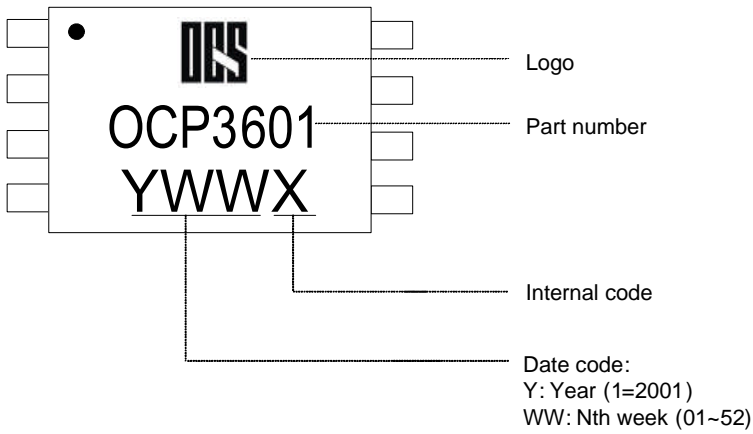 OCS
Logo
OCP3601
Part number
YWWX
Internal code
Date code:
Y: Year (1=2001)
WW: Nth week (01~52)